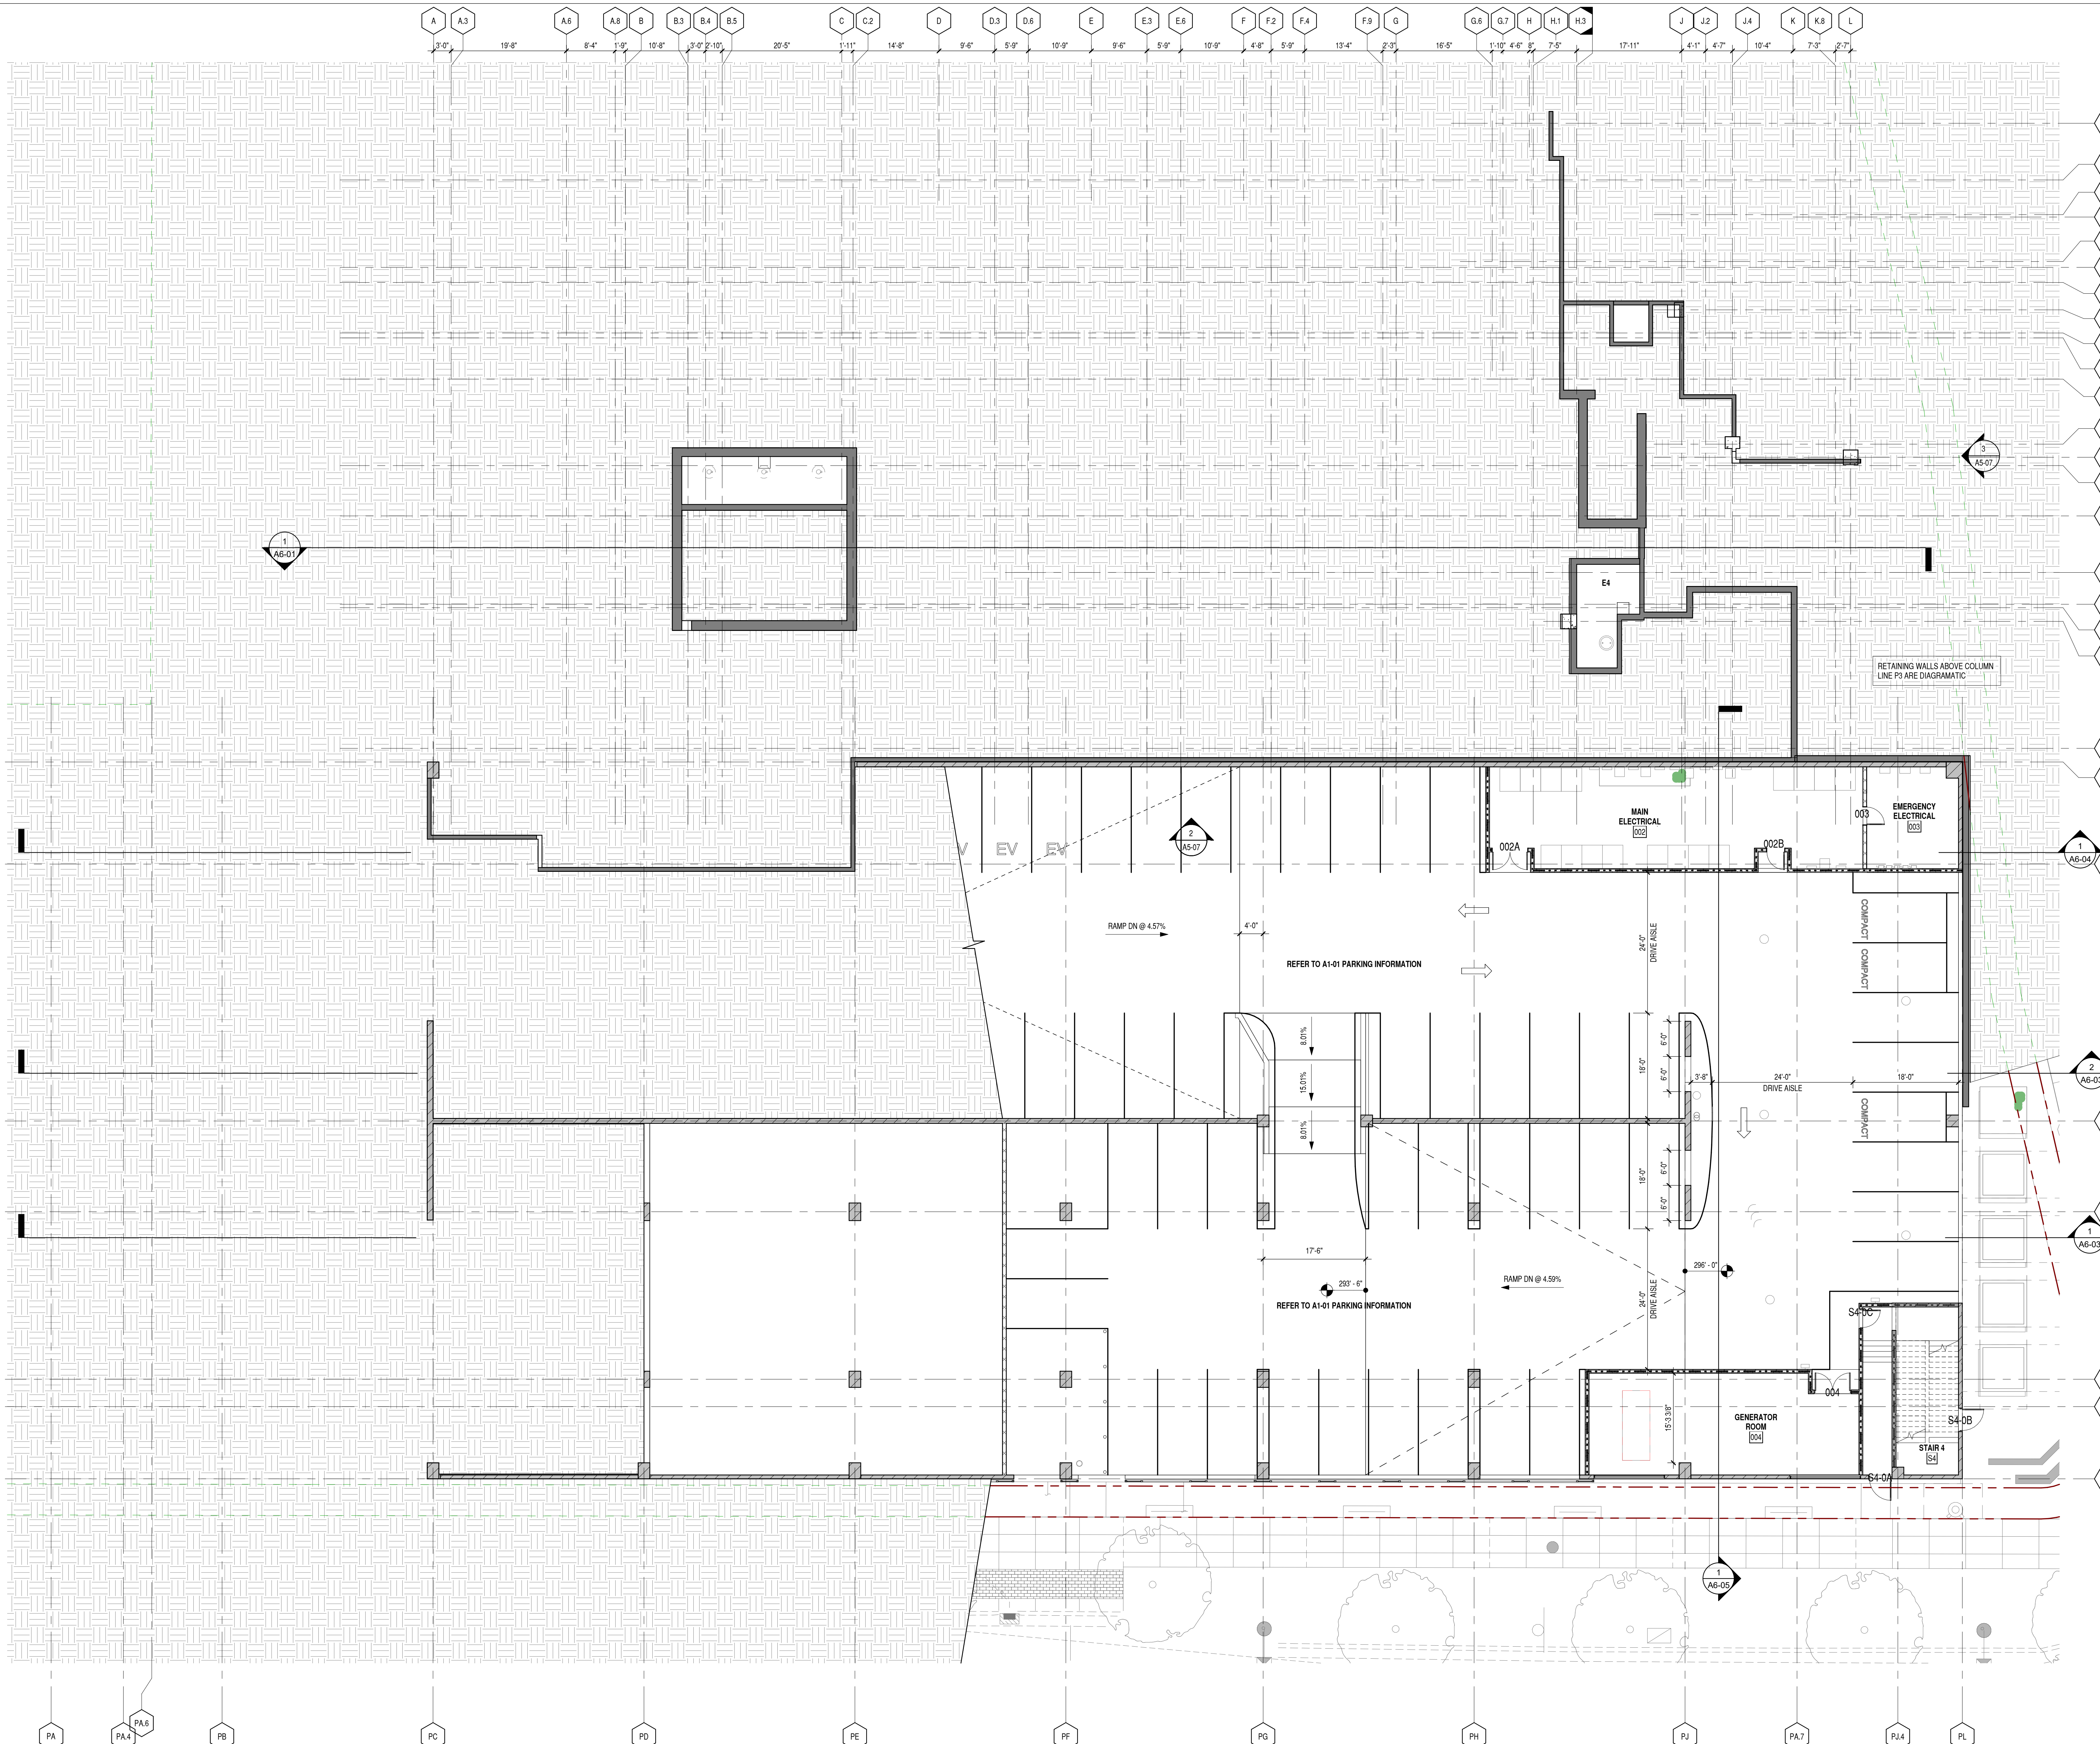 A A.3 A.6 A.8 B B.3 B.4 B.5 C C.2 D D.3 D.6 E E.3 E.6 F F.2 F.4 F.9 G G.6 G.7 H H.1 H.3 J J.2 J.4 K K.8 L
3'-0" 19'-8" 8'-4" 1'-9" 10'-8" 3'-0" 2'-10" 20'-5" 1'-11" 14'-8" 9'-6" 5'-9" 10'-9" 9'-6" 5'-9" 10'-9" 4'-8" 5'-9" 13'-4" 2'-3" 16'-5" 1'-10" 4'-6" 8" 7'-5" 17'-11" 4'-1" 4'-7" 10'-4" 7'-3" 2'-7"
3
A5-07
1
A6-01
E4
RETAINING WALLS ABOVE COLUMN
LINE P3 ARE DIAGRAMATIC
MAIN
ELECTRICAL
002
EMERGENCY
ELECTRICAL
003
003
2
A5-07
V EV EV
002A
002B
1
A6-04
COMPACT
RAMP DN @ 4.57%
4'-0"
24'-0"
DRIVE AISLE
REFER TO A1-01 PARKING INFORMATION
COMPACT
8.01%
6'-0"
18'-0"
15.01%
6'-0"
3'-8"
24'-0"
DRIVE AISLE
18'-0"
2
A6-03
8.01%
COMPACT
18'-0"
6'-0"
6'-0"
1
A6-03
17'-6"
293' - 6"
296' - 0"
RAMP DN @ 4.59%
24'-0"
DRIVE AISLE
REFER TO A1-01 PARKING INFORMATION
S4-0C
004
15'-3 3/8"
GENERATOR
ROOM
004
S4-0B
STAIR 4
S4
S4-0A
1
A6-05
PA PA.4 PA.6 PB PC PD PE PF PG PH PJ PA.7 PJ.4 PL